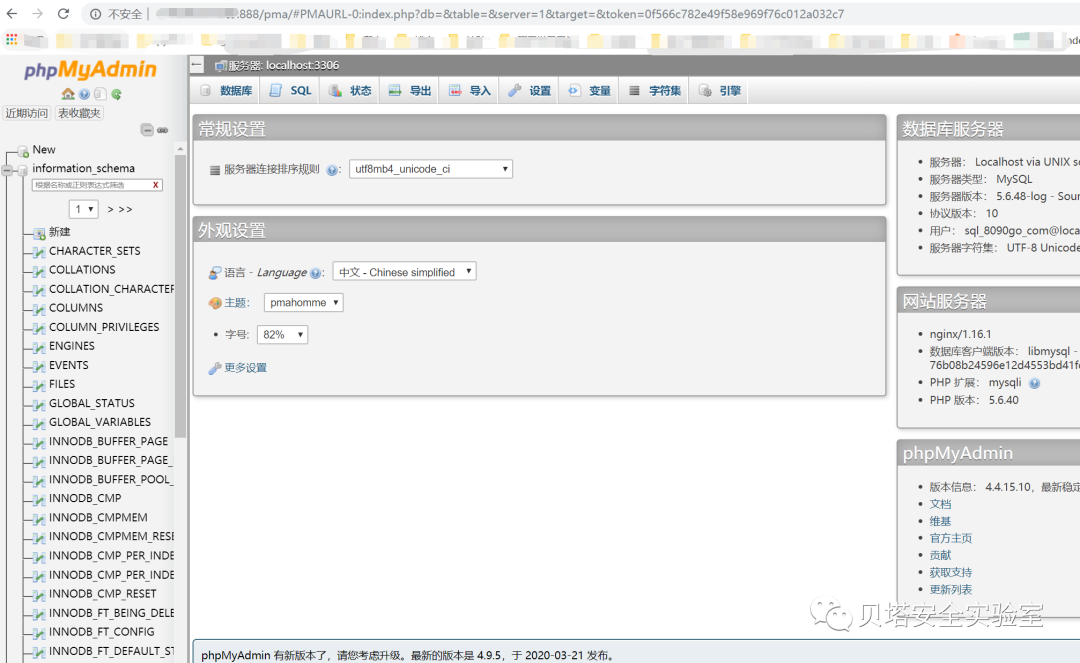 不安全
:888/pma/#PMAURL-0:index.php?db=&table=&server=1&target=&token=0f566c782e49f58e969f76c012a032c7
phpMyAdmin
近期访问 表收藏夹
New
information_schema
根据名称或正则表达式筛选 X
1 > >>
新建
CHARACTER_SETS
COLLATIONS
COLLATION_CHARACTER
COLUMNS
COLUMN_PRIVILEGES
ENGINES
EVENTS
FILES
GLOBAL_STATUS
GLOBAL_VARIABLES
INNODB_BUFFER_PAGE
INNODB_BUFFER_PAGE_
INNODB_BUFFER_POOL_
INNODB_CMP
INNODB_CMPMEM
INNODB_CMPMEM_RESE
INNODB_CMP_PER_INDE
INNODB_CMP_PER_INDE
INNODB_CMP_RESET
INNODB_FT_BEING_DELE
INNODB_FT_CONFIG
INNODB_FT_DEFAULT_ST
服务器: localhost:3306
数据库 SQL 状态 导出 导入 设置 变量 字符集 引擎
常规设置
服务器连接排序规则 : utf8mb4_unicode_ci
外观设置
语言 - Language : 中文 - Chinese simplified
主题: pmahomme
• 字号: 82%
更多设置
数据库服务器
• 服务器: Localhost via UNIX so
• 服务器类型: MySQL
• 服务器版本: 5.6.48-log - Sour
• 协议版本: 10
• 用户: sql_8090go_com@loca
• 服务器字符集: UTF-8 Unicode
网站服务器
• nginx/1.16.1
• 数据库客户端版本: libmysql -
76b08b24596e12d4553bd41f
• PHP 扩展: mysqli
• PHP 版本: 5.6.40
phpMyAdmin
• 版本信息: 4.4.15.10, 最新稳定
• 文档
• 维基
• 官方主页
• 贡献
• 获取支持
• 更新列表
贝塔安全实验室
phpMyAdmin 有新版本了，请您考虑升级。最新的版本是 4.9.5，于 2020-03-21 发布。